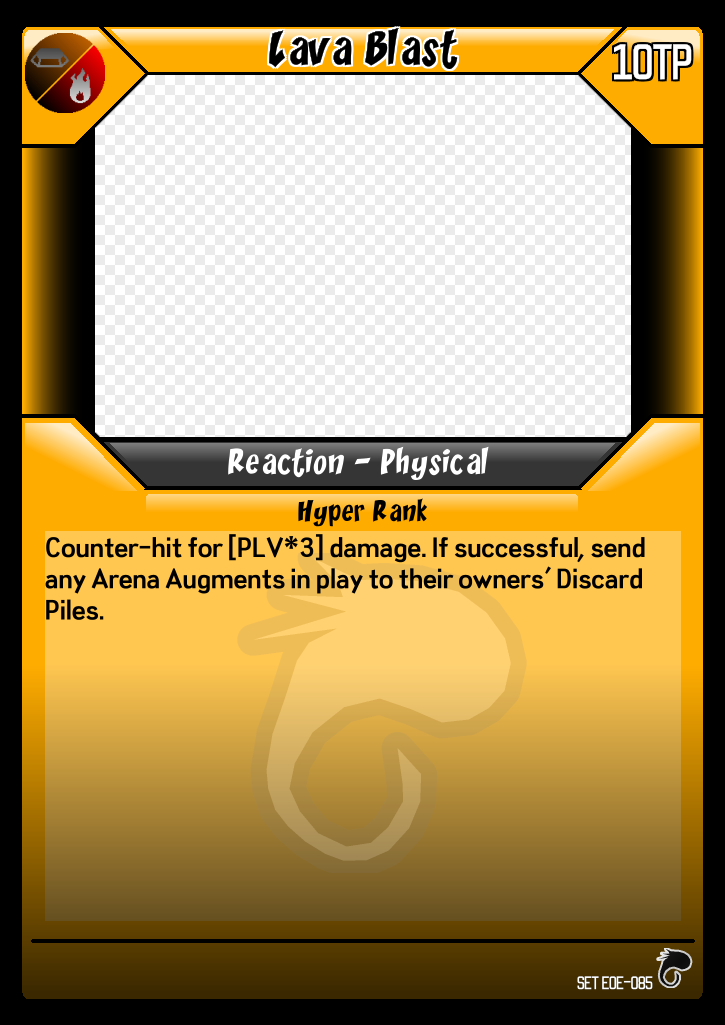 Lava Blast
10TP
Reaction - Physical
Hyper Rank
Counter-hit for [PLV*3] damage. If successful, send
any Arena Augments in play to their owners' Discard
Piles.
SET EOE-085